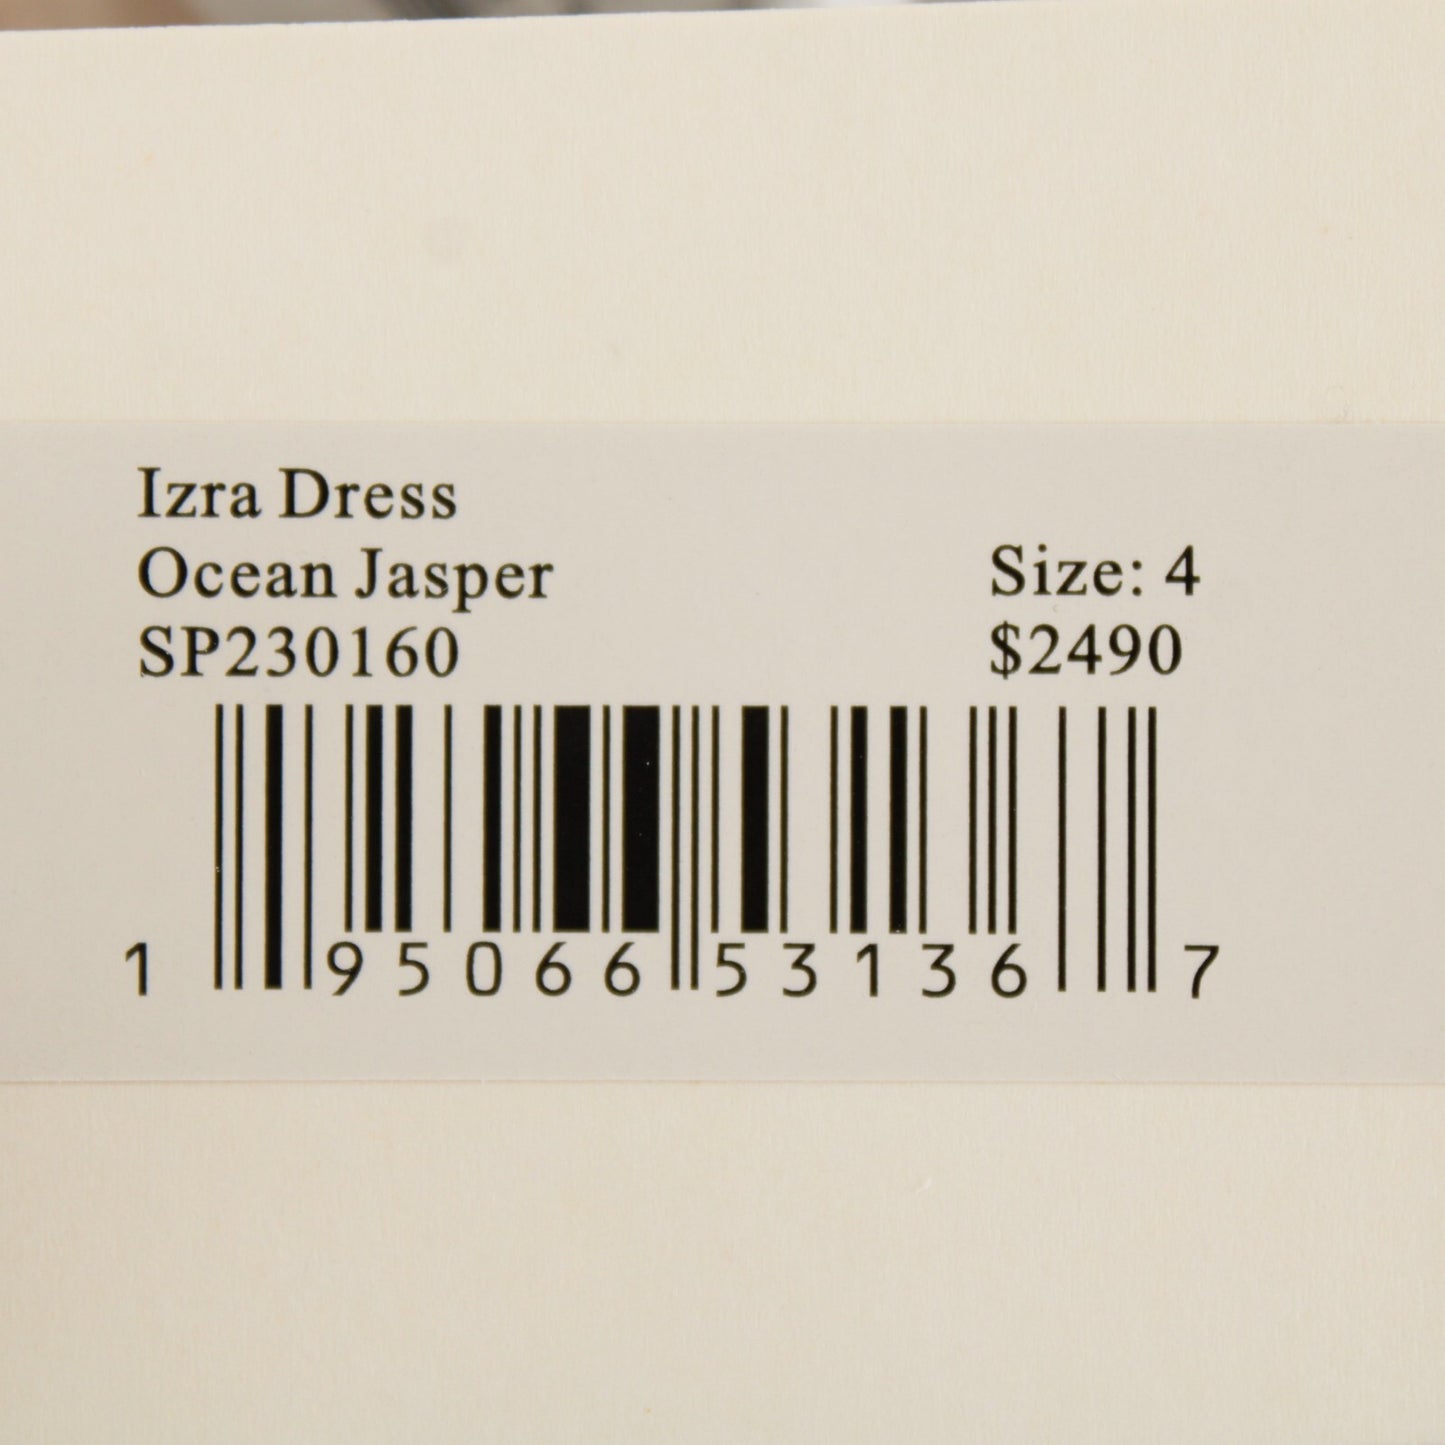 Izra Dress
Ocean Jasper Size: 4
SP230160 $2490
1 95066 53136 7